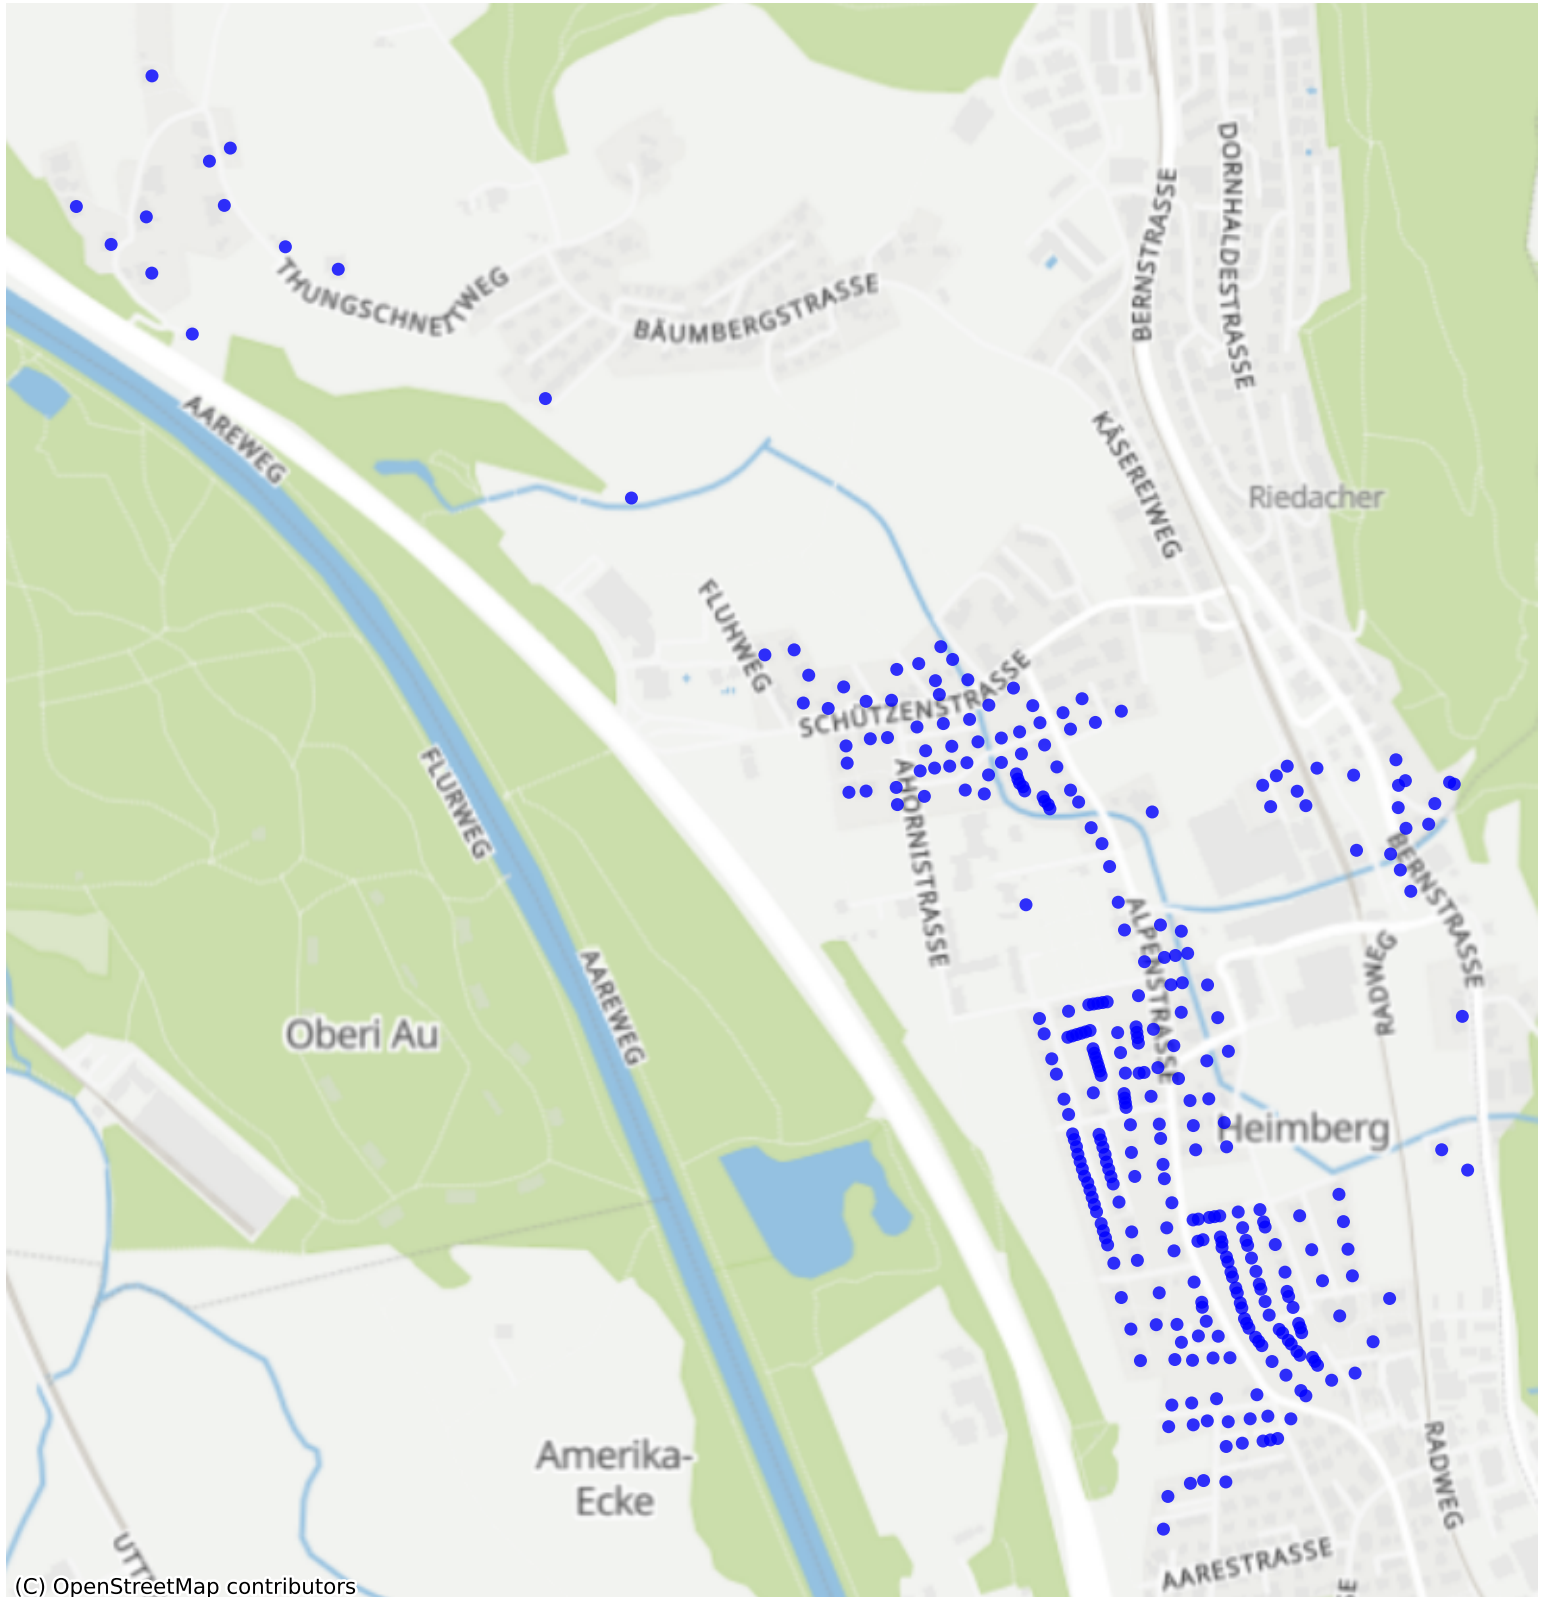 DORNHALDESTRASSE
BERNSTRASSE
THUNGSCHNEITWEG
BÄUMBERGSTRASSE
AAREWEG
KÄSEREIWEG
Riedacher
FLUHWEG
SCHÜTZENSTRASSE
FLURWEG
AHORNISTRASSE
BERNSTRASSE
ALPENSTRASSE
AAREWEG
RADWEG
Oberi Au
Heimberg
Amerika-
Ecke
RADWEG
AARESTRASSE
(C) OpenStreetMap contributors